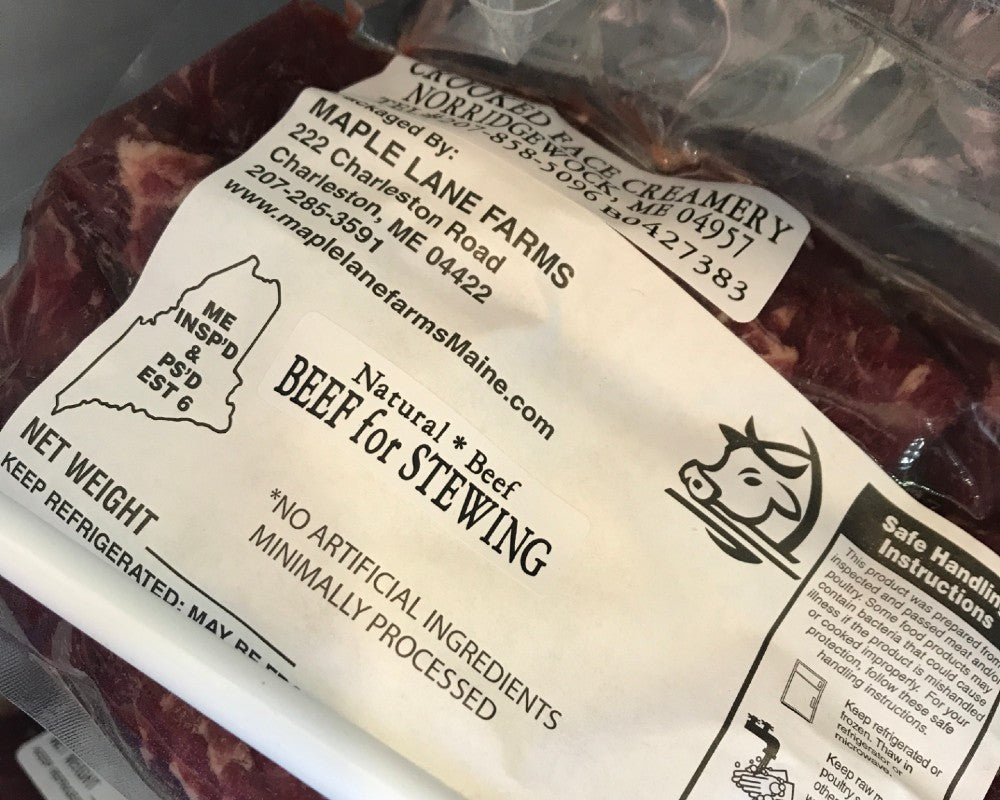 CROOKED FACE CREAMERY
NORRIDGEWOCK, ME 04957
858-5096 B0427383
Packaged By:
MAPLE LANE FARMS
222 Charleston Road
Charleston, ME 04422
207-285-3591
www.maplelanefarmsMaine.com
ME
INSP'D
&
PS'D
EST 6
Natural * Beef
BEEF for STEWING
NET WEIGHT
KEEP REFRIGERATED: MAY BE
*NO ARTIFICIAL INGREDIENTS
MINIMALLY PROCESSED
Safe Handlin
Instructions
This product was prepared from
inspected and passed meat and/or
poultry. Some food products may
contain bacteria that could cause
illness if the product is mishandled
or cooked improperly. For your
protection, follow these safe
handling instructions.
Keep refrigerated or
frozen. Thaw in
refrigerator or
microwave.
Keep raw
poultry